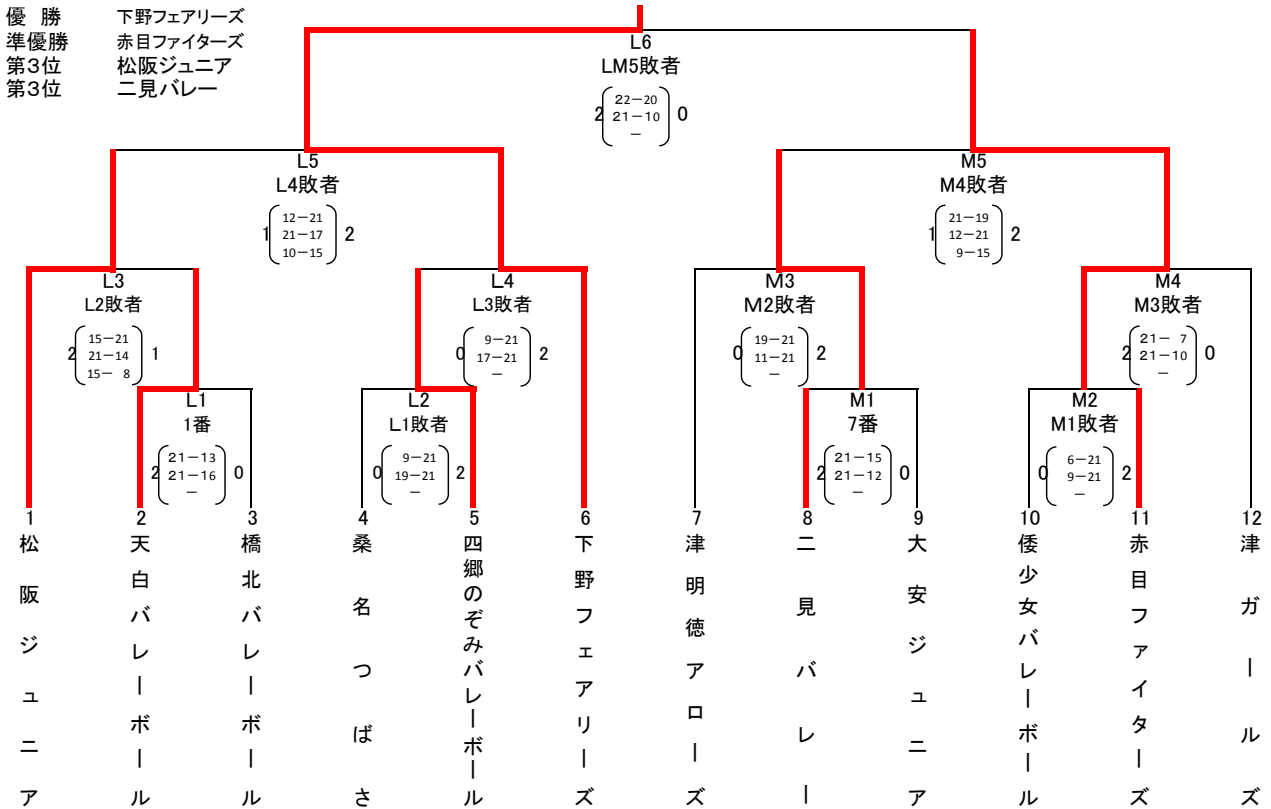 優 勝 下野フェアリーズ
準優勝 赤目ファイターズ
第3位 松阪ジュニア
第3位 二見バレー
L6
LM5敗者
2 22－20 0
21－10
－
L5
L4敗者
1 12－21 2
21－17
10－15
M5
M4敗者
1 21－19 2
12－21
9－15
L3
L2敗者
2 15－21 1
21－14
15－ 8
L4
L3敗者
0 9－21 2
17－21
－
M3
M2敗者
0 19－21 2
11－21
－
M4
M3敗者
2 21－ 7 0
21－10
－
L1
1番
2 21－13 0
21－16
－
L2
L1敗者
0 9－21 2
19－21
－
M1
7番
2 21－15 0
21－12
－
M2
M1敗者
0 6－21 2
9－21
－
1 松阪ジュニア
2 天白バレーボール
3 橋北バレーボール
4 桑名つばさ
5 四郷のぞみバレーボール
6 下野フェアリーズ
7 津明徳アローズ
8 二見バレー
9 大安ジュニア
10 倭少女バレーボール
11 赤目ファイターズ
12 津ガールズ